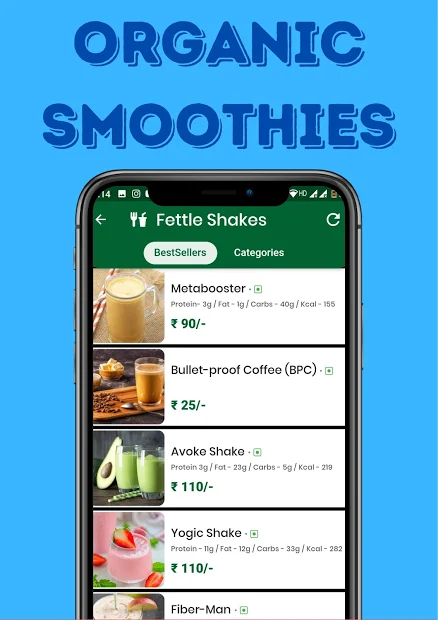 ORGANIC
SMOOTHIES
:14 HD
Fettle Shakes
BestSellers Categories
Metabooster
Protein- 3g / Fat - 1g / Carbs - 40g / Kcal - 155
₹ 90/-
Bullet-proof Coffee (BPC)
₹ 25/-
Avoke Shake
Protein 3g / Fat - 23g / Carbs - 5g / Kcal - 219
₹ 110/-
Yogic Shake
Protein - 11g / Fat - 12g / Carbs - 33g / Kcal - 282
₹ 110/-
Fiber-Man